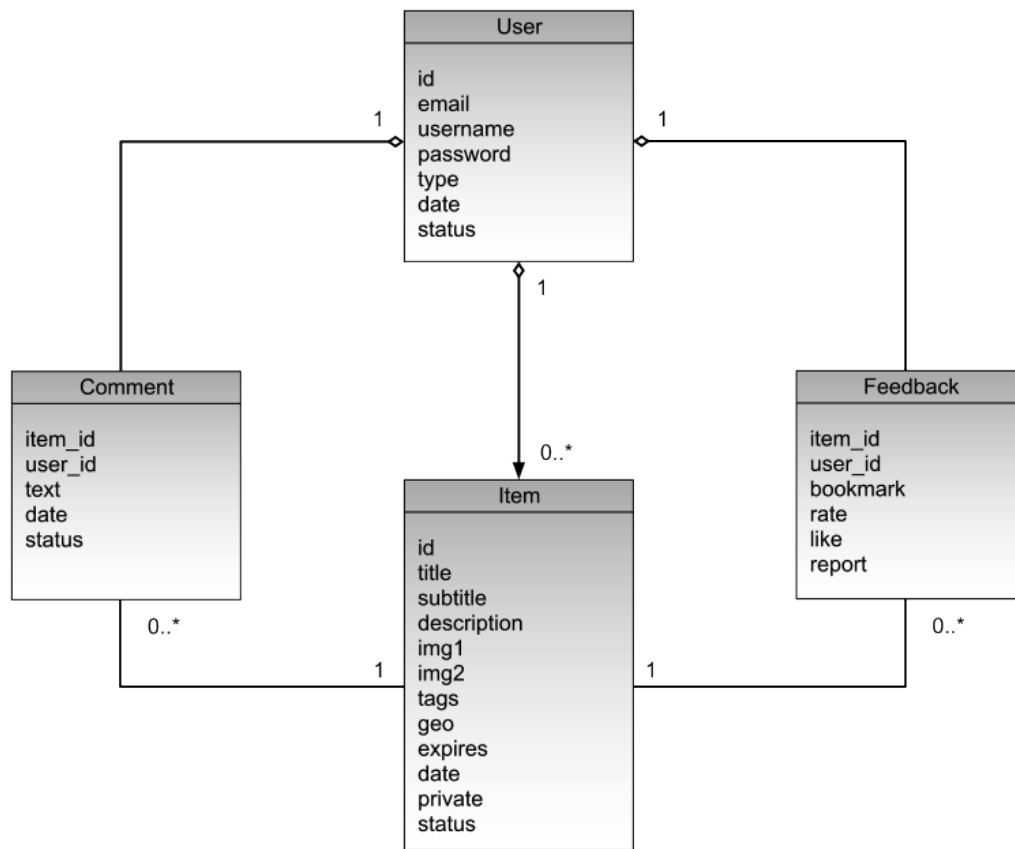 User
id
email
username
password
type
date
status
1
1
1
0..*
Comment
item_id
user_id
text
date
status
0..*
1
Item
id
title
subtitle
description
img1
img2
tags
geo
expires
date
private
status
Feedback
item_id
user_id
bookmark
rate
like
report
0..*
1